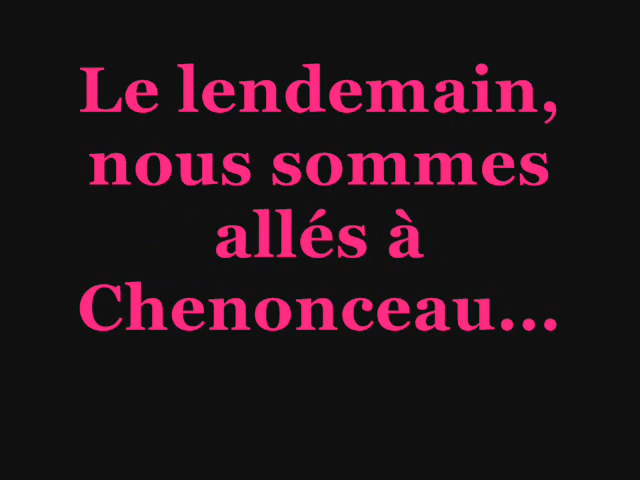 Le lendemain,
nous sommes
allés à
Chenonceau...